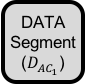 DATA
Segment
(D_{AC_1})